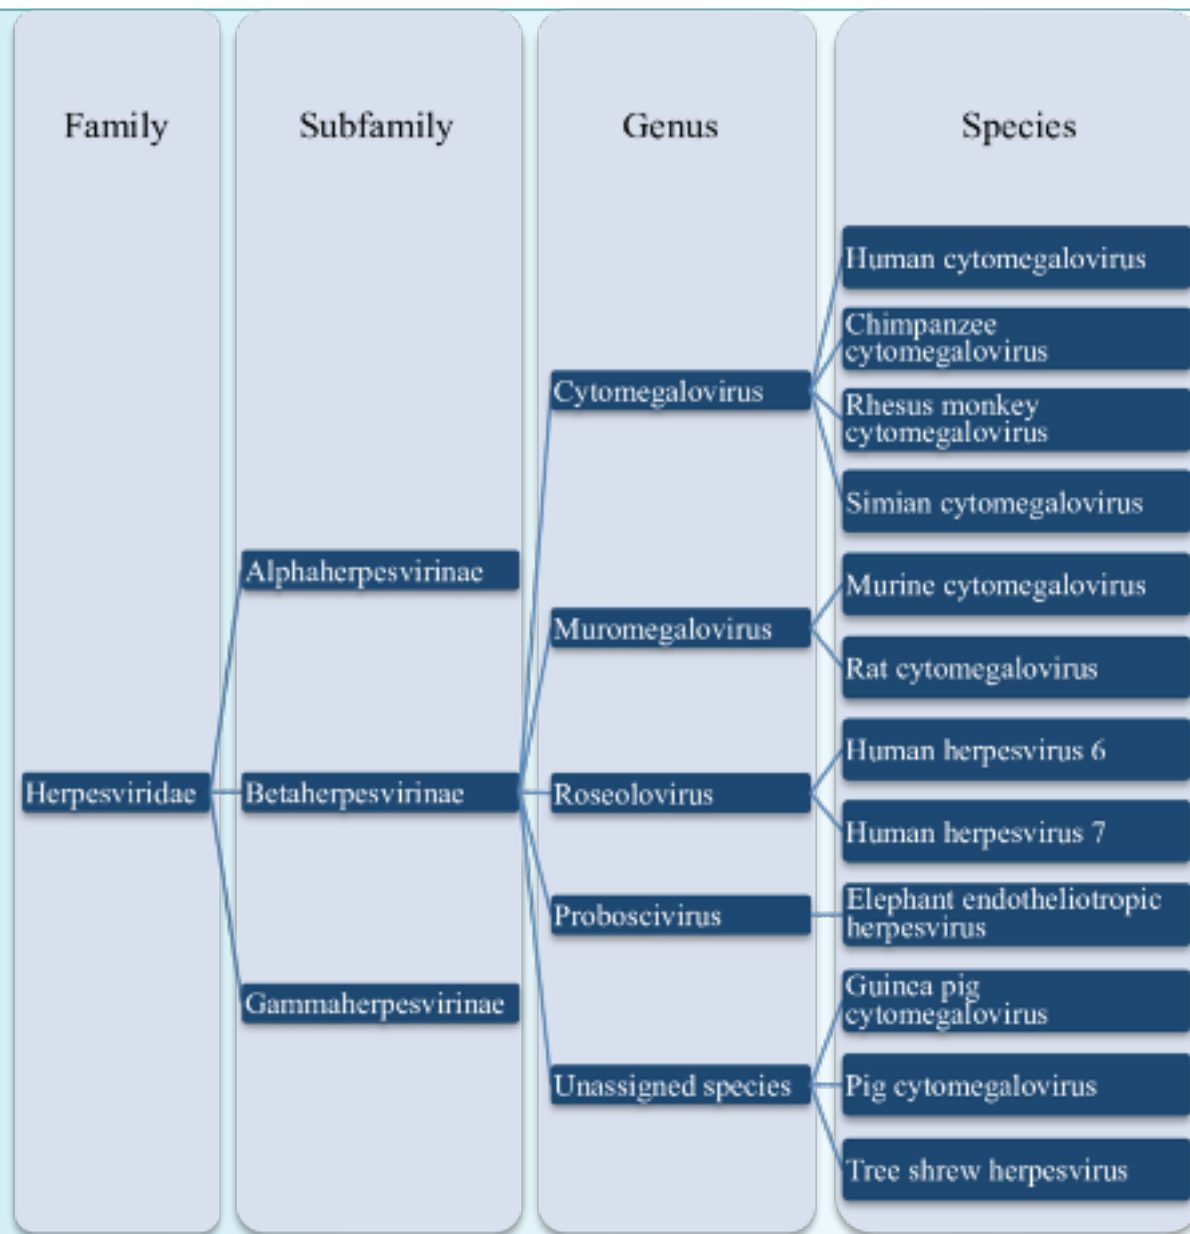 Family
Subfamily
Genus
Species
Human cytomegalovirus
Chimpanzee
cytomegalovirus
Cytomegalovirus
Rhesus monkey
cytomegalovirus
Simian cytomegalovirus
Alphaherpesvirinae
Murine cytomegalovirus
Muromegalovirus
Rat cytomegalovirus
Human herpesvirus 6
Herpesviridae
Betaherpesvirinae
Roseolovirus
Human herpesvirus 7
Proboscivirus
Elephant endotheliotropic
herpesvirus
Gammaherpesvirinae
Guinea pig
cytomegalovirus
Unassigned species
Pig cytomegalovirus
Tree shrew herpesvirus